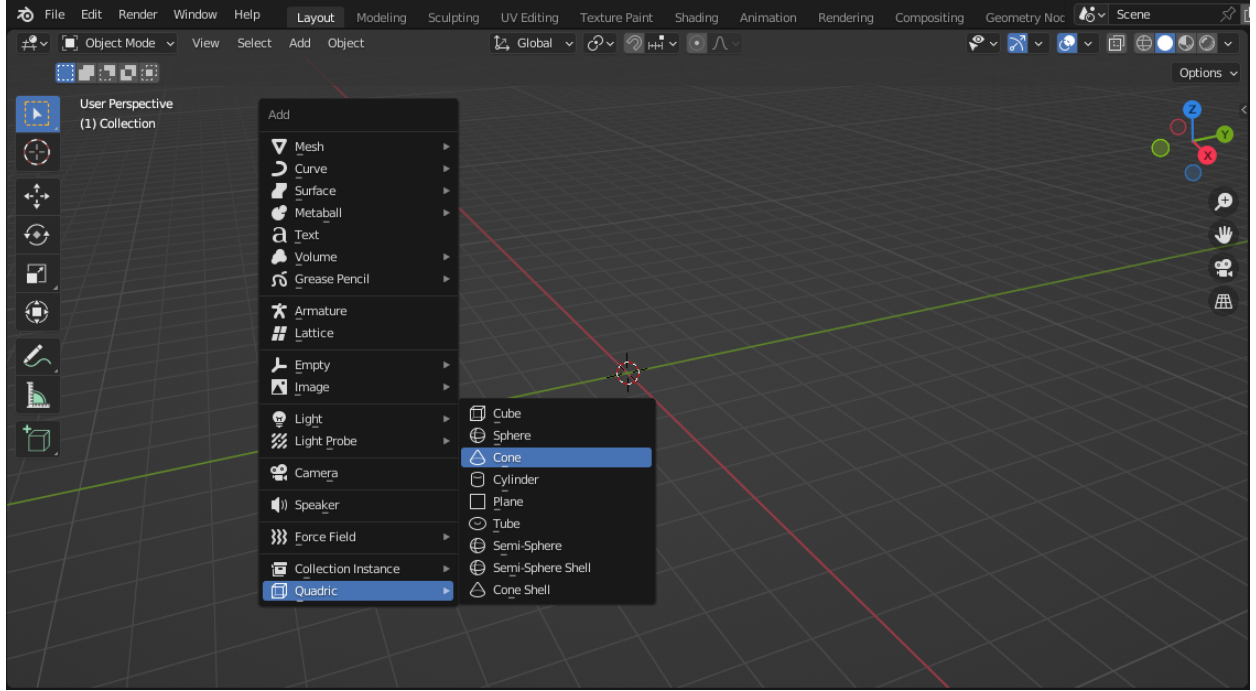 File Edit Render Window Help Layout Modeling Sculpting UV Editing Texture Paint Shading Animation Rendering Compositing Geometry Noc Scene
Object Mode View Select Add Object Global
Options
User Perspective
(1) Collection
Z
Y
X
Add
Mesh
Curve
Surface
Metaball
Text
Volume
Grease Pencil
Armature
Lattice
Empty
Image
Light
Light Probe
Camera
Speaker
Force Field
Collection Instance
Quadric
Cube
Sphere
Cone
Cylinder
Plane
Tube
Semi-Sphere
Semi-Sphere Shell
Cone Shell